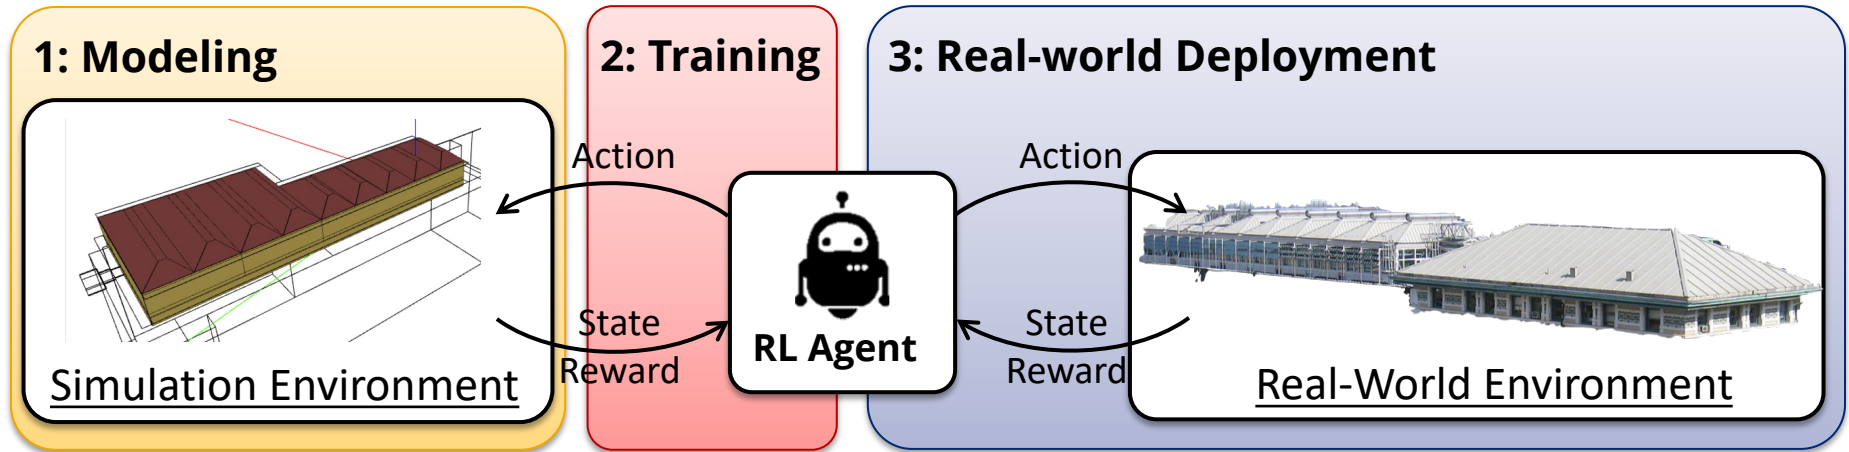 1: Modeling
Simulation Environment
2: Training
Action
State
Reward
RL Agent
3: Real-world Deployment
Action
State
Reward
Real-World Environment